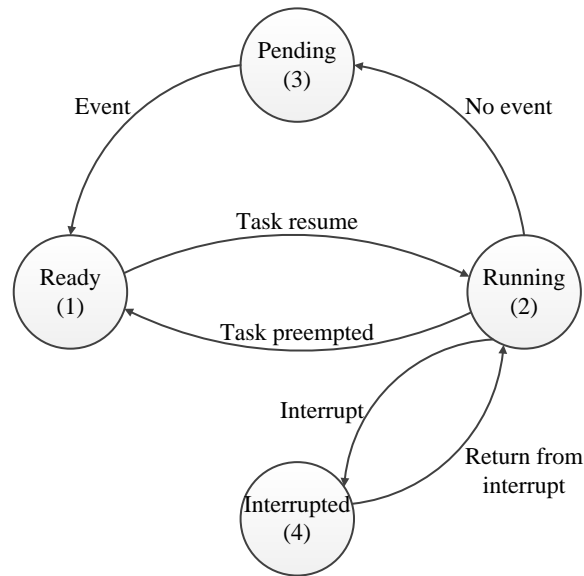 Pending
(3)
Event
No event
Task resume
Ready
(1)
Running
(2)
Task preempted
Interrupt
Return from
interrupt
Interrupted
(4)